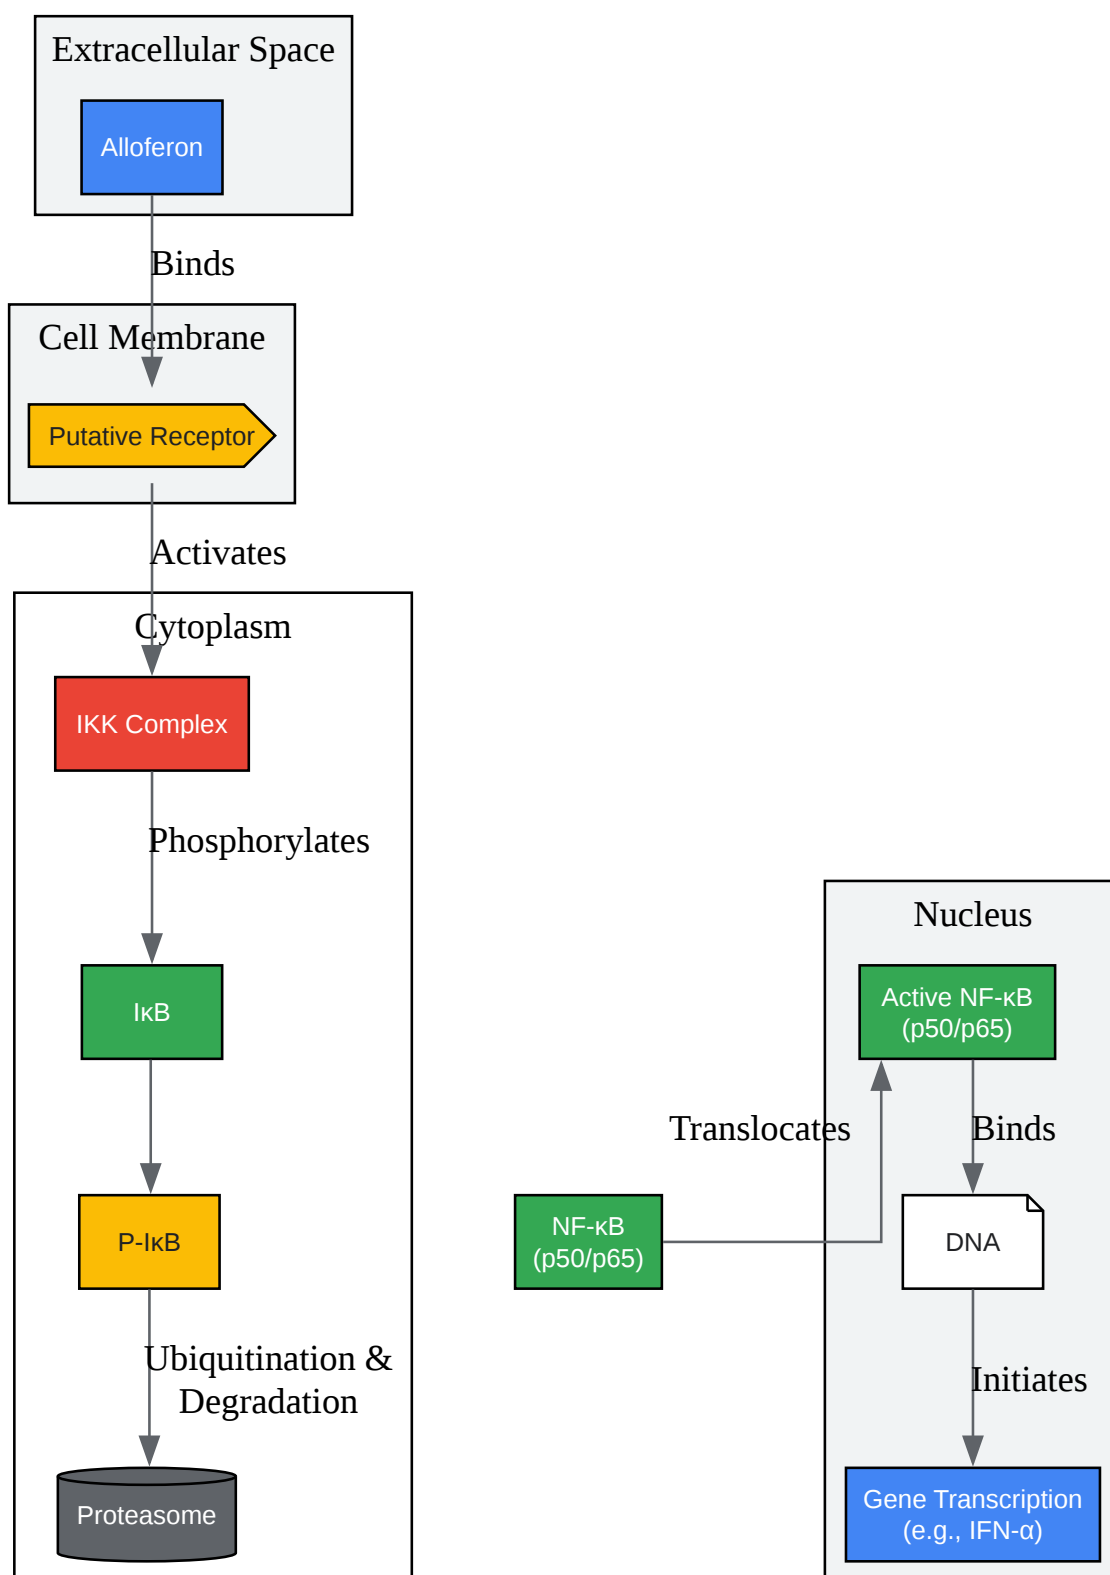 Extracellular Space
Alloferon
Binds
Cell Membrane
Putative Receptor
Activates
Cytoplasm
IKK Complex
Phosphorylates
IκB
P-IκB
Ubiquitination &
Degradation
Proteasome
NF-κB
(p50/p65)
Translocates
Nucleus
Active NF-κB
(p50/p65)
Binds
DNA
Initiates
Gene Transcription
(e.g., IFN-α)